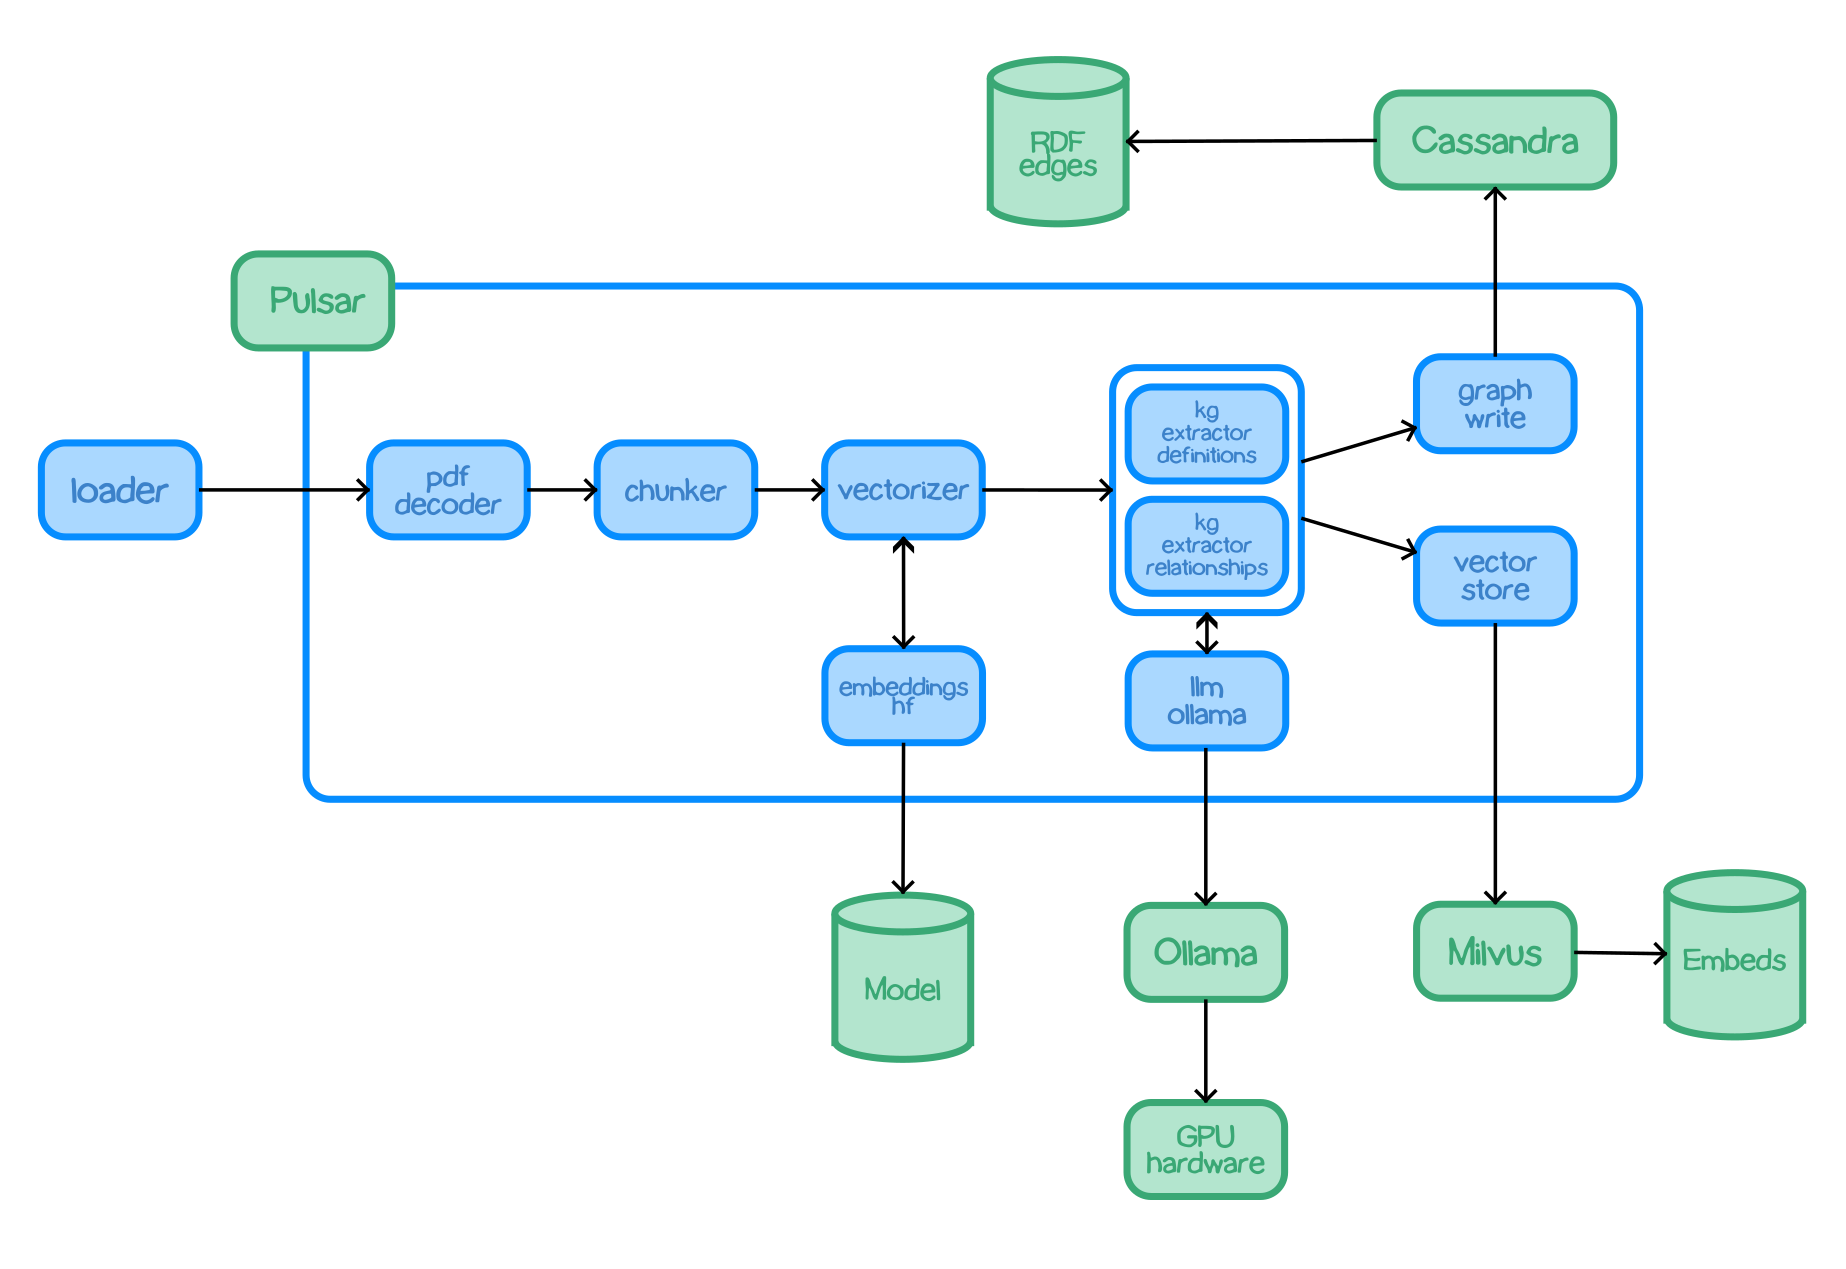 RDF
edges
Cassandra
Pulsar
loader
pdf
decoder
chunker
vectorizer
kg
extractor
definitions
kg
extractor
relationships
graph
write
vector
store
embeddings
hf
llm
ollama
Model
Ollama
Milvus
Embeds
GPU
hardware